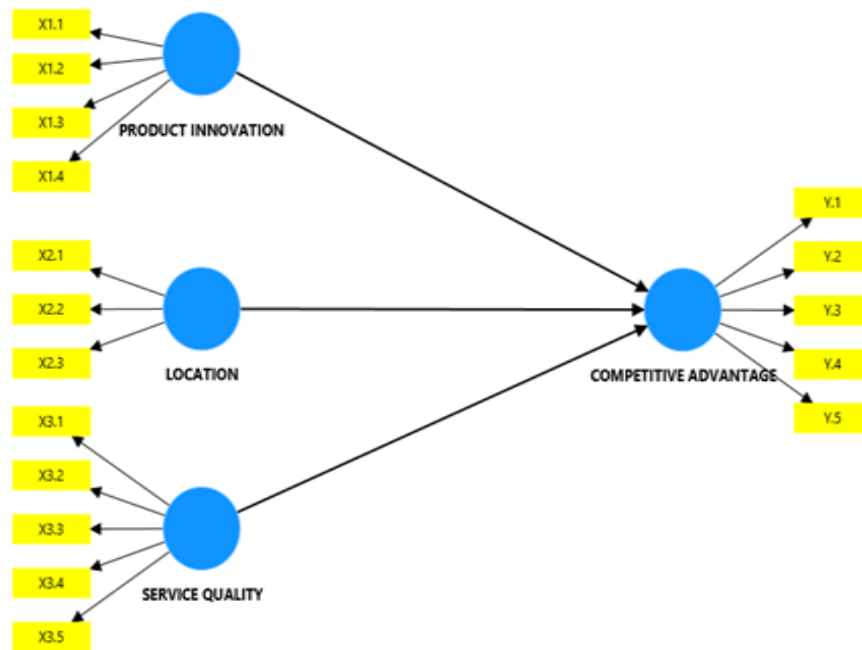 X1.1
X1.2
X1.3
X1.4
PRODUCT INNOVATION
X2.1
X2.2
X2.3
LOCATION
X3.1
X3.2
X3.3
X3.4
X3.5
SERVICE QUALITY
Y.1
Y.2
Y.3
Y.4
Y.5
COMPETITIVE ADVANTAGE